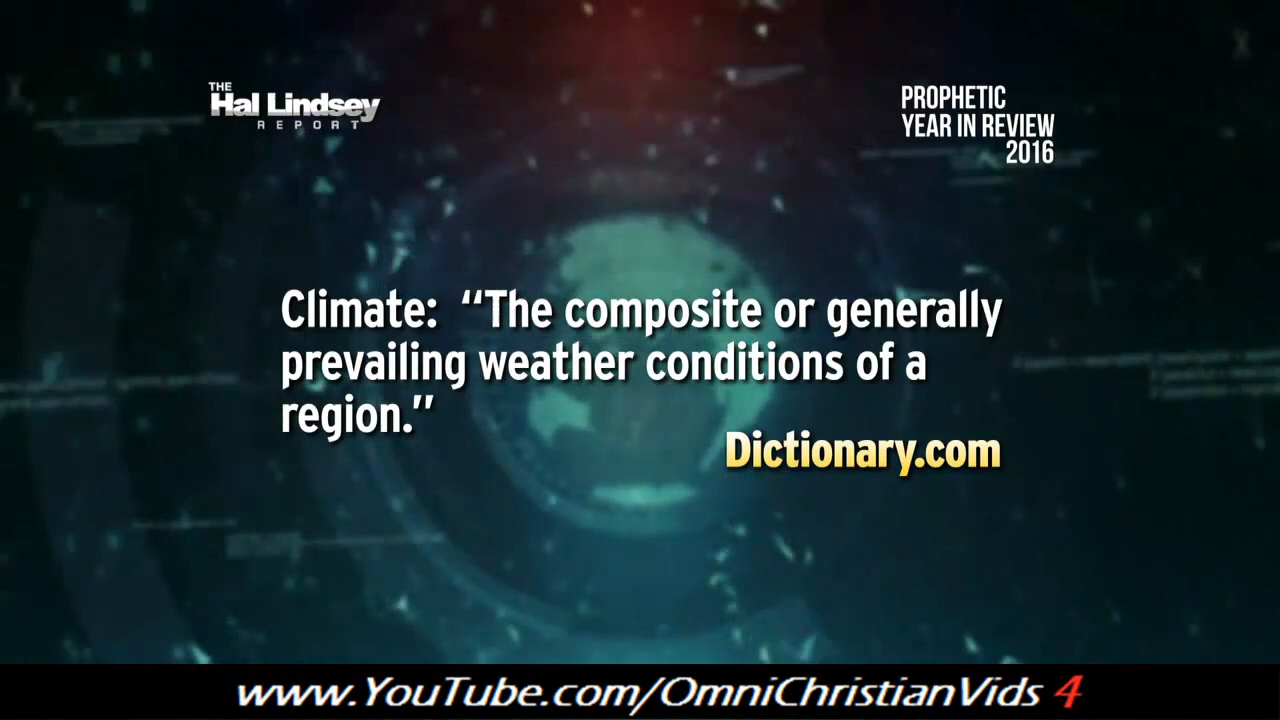 THE
Hal Lindsey
REPORT
PROPHETIC
YEAR IN REVIEW
2016
Climate: “The composite or generally
prevailing weather conditions of a
region.”
Dictionary.com
www.YouTube.com/OmniChristianVids 4